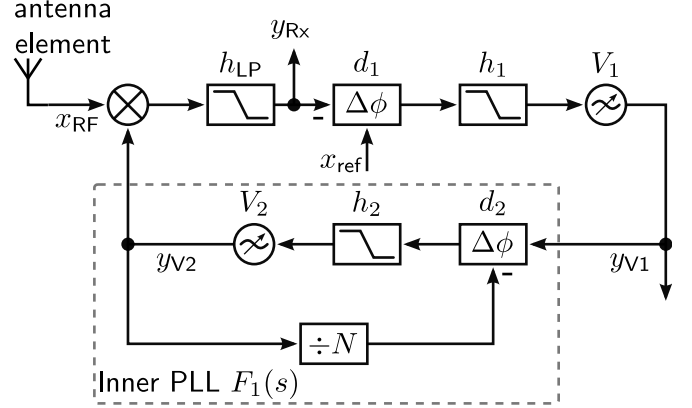 antenna
element
y_Rx
h_LP
d_1
h_1
V_1
x_RF
-
Δϕ
x_ref
V_2
h_2
d_2
Δϕ
y_V2
y_V1
-
÷N
Inner PLL F_1(s)